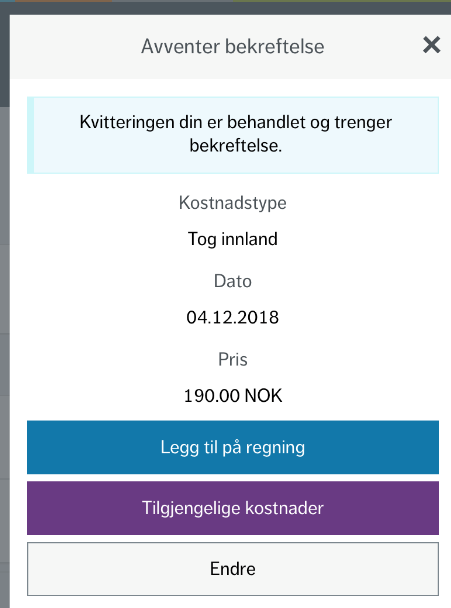 Avventer bekreftelse
Kvitteringen din er behandlet og trenger
bekreftelse.
Kostnadstype
Tog innland
Dato
04.12.2018
Pris
190.00 NOK
Legg til på regning
Tilgjengelige kostnader
Endre